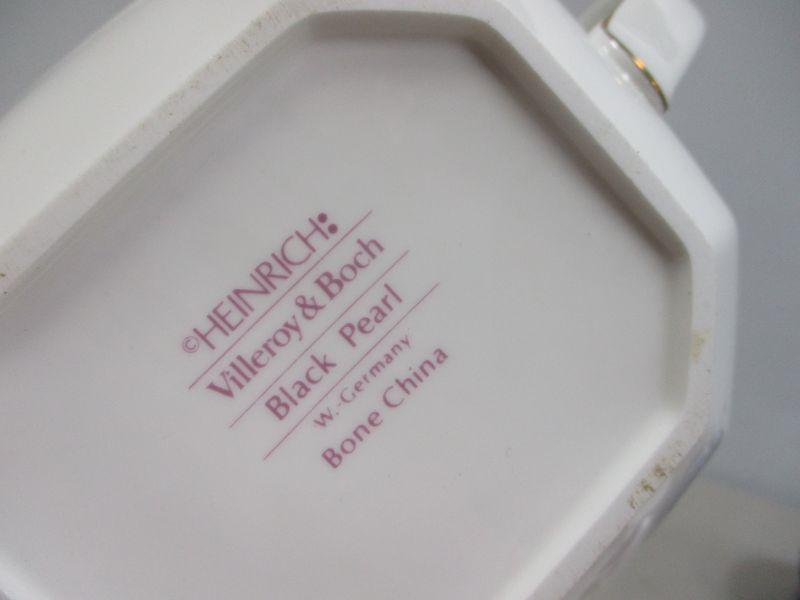 ©HEINRICH:
Villeroy & Boch
Black Pearl
W.-Germany
Bone China